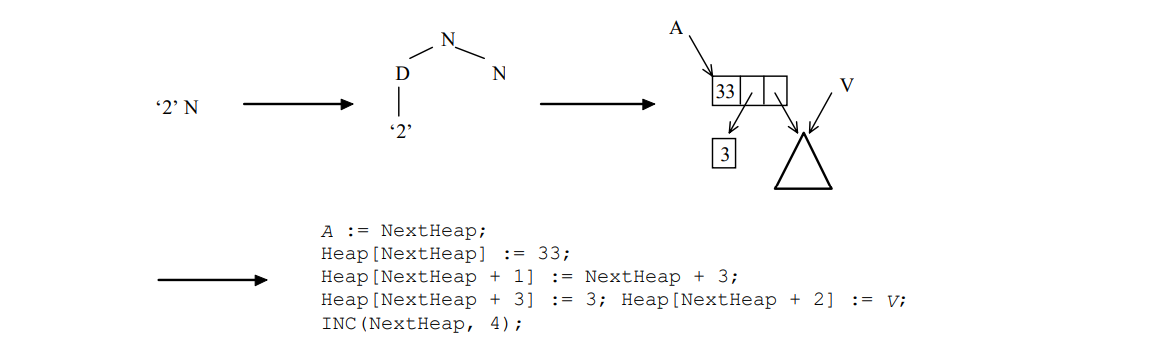 A
N
V
D
N
33
‘2’ N
‘2’
3
A := NextHeap;
Heap[NextHeap] := 33;
Heap[NextHeap + 1] := NextHeap + 3;
Heap[NextHeap + 3] := 3; Heap[NextHeap + 2] := V;
INC(NextHeap, 4);